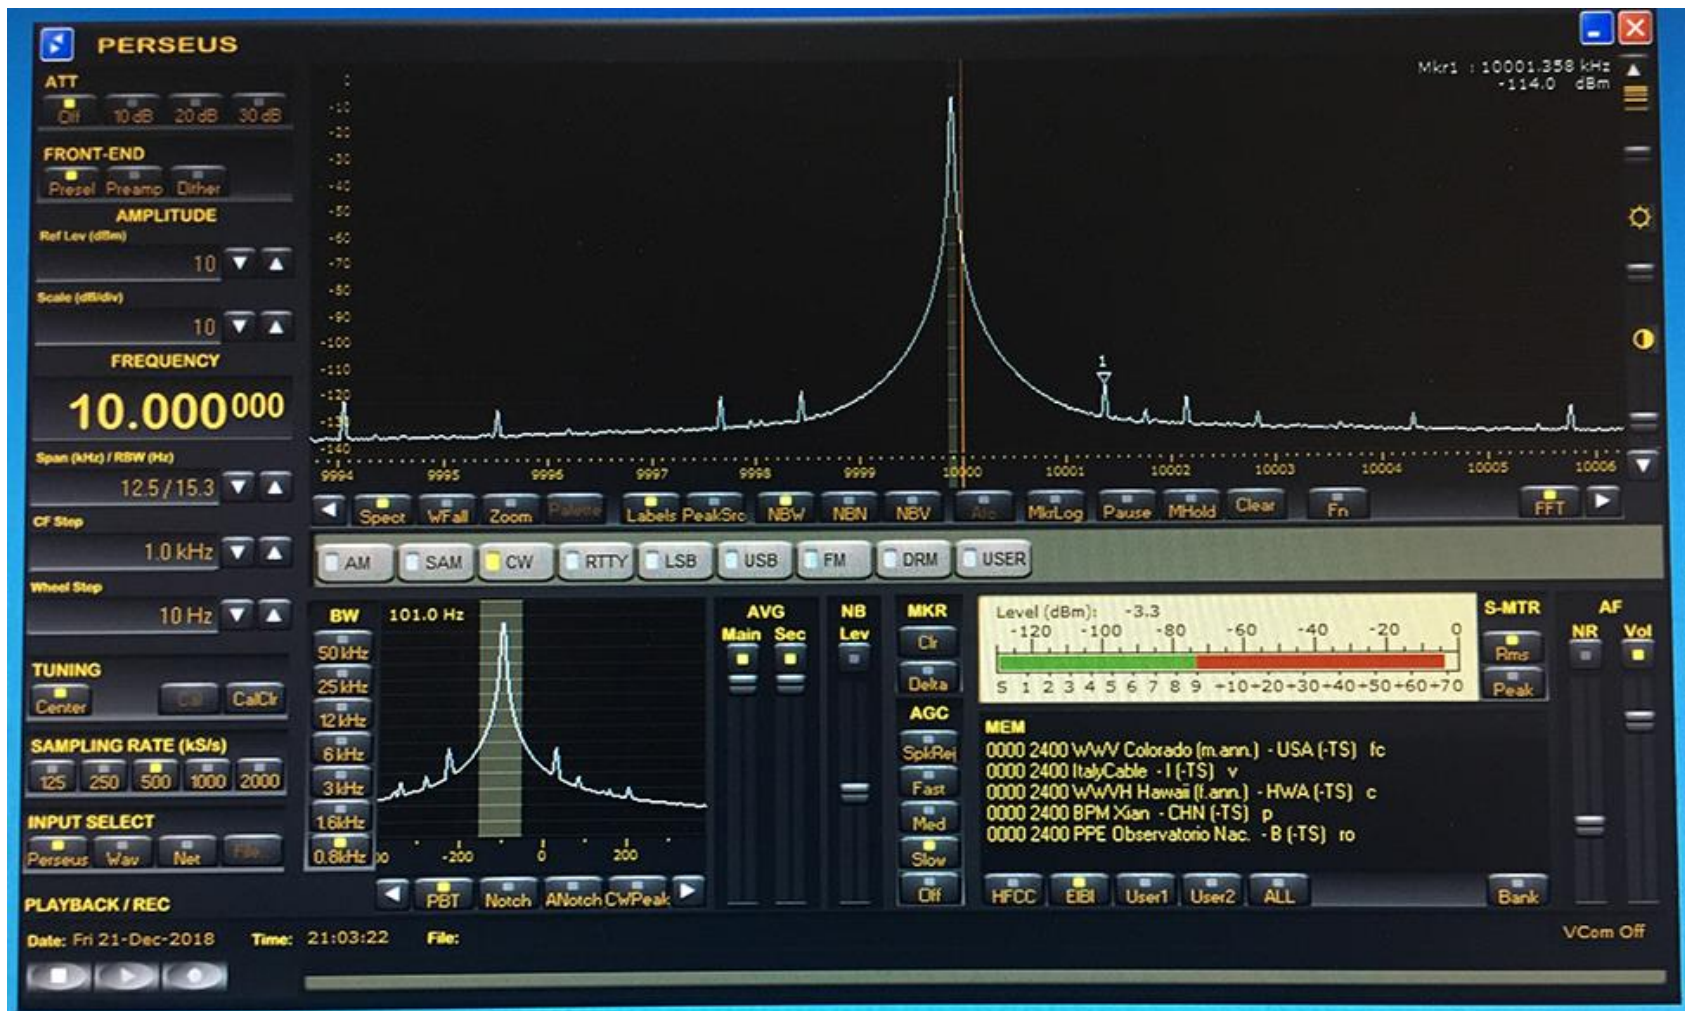 PERSEUS
Mkr1 : 10001.358 kHz
-114.0 dBm
ATT
Off 10 dB 20 dB 30 dB
FRONT-END
Presel Preamp Dither
AMPLITUDE
Ref Lev (dBm)
10
Scale (dB/div)
10
FREQUENCY
10.000 000
Span (kHz) / RBW (Hz)
12.5 / 15.3
CF Step
1.0 kHz
Wheel Step
10 Hz
TUNING
Center Cal CalClr
SAMPLING RATE (kS/s)
125 250 500 1000 2000
INPUT SELECT
Perseus Wav Net File...
-10
-20
-30
-40
-50
-60
-70
-80
-90
-100
-110
-120
-130
-140
1
9994 9995 9996 9997 9998 9999 10000 10001 10002 10003 10004 10005 10006
Spect WFall Zoom Palette Labels PeakSrc NBW NBN NBV Afc MkrLog Pause MHold Clear Fn FFT
AM SAM CW RTTY LSB USB FM DRM USER
BW
50 kHz
25 kHz
12 kHz
6 kHz
3 kHz
1.6kHz
0.8kHz
101.0 Hz
-200 0 200
PBT Notch ANotch CWPeak
AVG
Main Sec
NB
Lev
MKR
Clr
Delta
AGC
SpkRej
Fast
Med
Slow
Off
Level (dBm): -3.3
-120 -100 -80 -60 -40 -20 0
S 1 2 3 4 5 6 7 8 9 +10+20+30+40+50+60+70
S-MTR
Rms
Peak
AF
NR Vol
MEM
0000 2400 WWV Colorado (m.ann.) - USA (-TS) fc
0000 2400 ItalyCable - I (-TS) v
0000 2400 WWVH Hawaii (f.ann.) - HWA (-TS) c
0000 2400 BPM Xian - CHN (-TS) p
0000 2400 PPE Observatorio Nac. - B (-TS) ro
HFCC EIBI User1 User2 ALL Bank
PLAYBACK / REC
Date: Fri 21-Dec-2018 Time: 21:03:22 File:
VCom Off